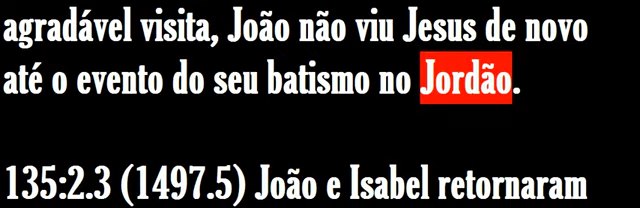 agradável visita, João não viu Jesus de novo
até o evento do seu batismo no Jordão.
135:2.3 (1497.5) João e Isabel retornaram